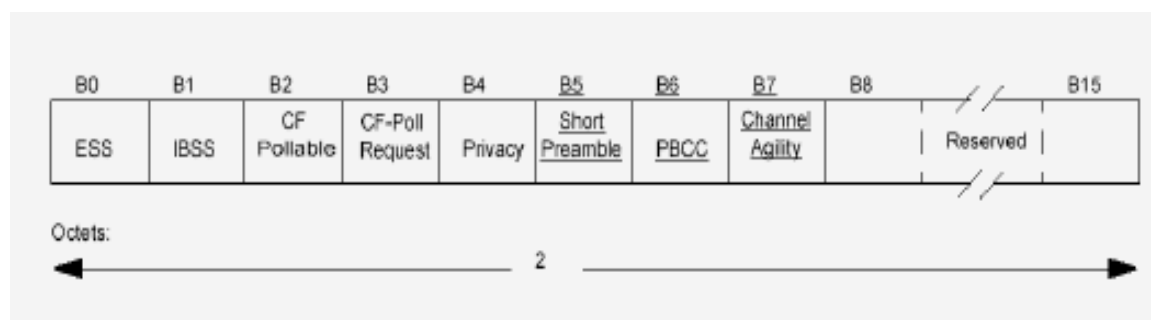 B0 B1 B2 B3 B4 B5 B6 B7 B8 B15
ESS IBSS CF Pollable CF-Poll Request Privacy Short Preamble PBCC Channel Agility Reserved
Octets:
2